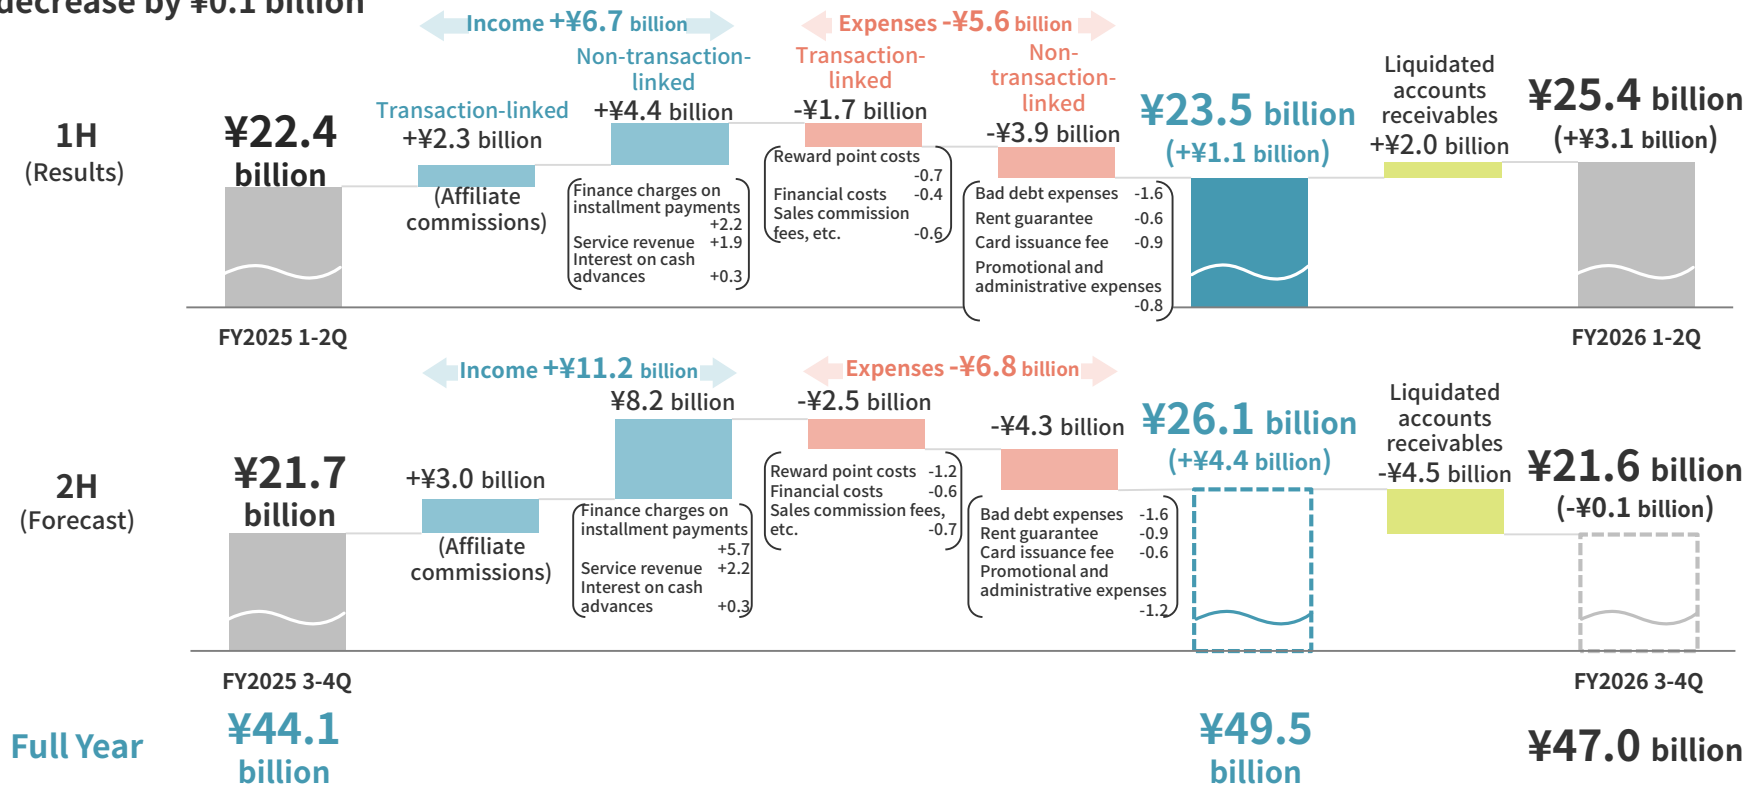 decrease by ¥0.1 billion
Income +¥6.7 billion
Expenses -¥5.6 billion
1H
(Results)
¥22.4
billion
FY2025 1-2Q
Transaction-linked
+¥2.3 billion
(Affiliate
commissions)
Non-transaction-
linked
+¥4.4 billion
Finance charges on
installment payments
+2.2
Service revenue +1.9
Interest on cash
advances +0.3
Transaction-
linked
-¥1.7 billion
Reward point costs
-0.7
Financial costs -0.4
Sales commission
fees, etc. -0.6
Non-
transaction-
linked
-¥3.9 billion
Bad debt expenses -1.6
Rent guarantee -0.6
Card issuance fee -0.9
Promotional and
administrative expenses
-0.8
¥23.5 billion
(+¥1.1 billion)
Liquidated
accounts
receivables
+¥2.0 billion
¥25.4 billion
(+¥3.1 billion)
FY2026 1-2Q
Income +¥11.2 billion
Expenses -¥6.8 billion
2H
(Forecast)
¥21.7
billion
FY2025 3-4Q
+¥3.0 billion
(Affiliate
commissions)
¥8.2 billion
Finance charges on
installment payments
+5.7
Service revenue +2.2
Interest on cash
advances +0.3
-¥2.5 billion
Reward point costs -1.2
Financial costs -0.6
Sales commission fees,
etc. -0.7
-¥4.3 billion
Bad debt expenses -1.6
Rent guarantee -0.9
Card issuance fee -0.6
Promotional and
administrative expenses
-1.2
¥26.1 billion
(+¥4.4 billion)
Liquidated
accounts
receivables
-¥4.5 billion
¥21.6 billion
(-¥0.1 billion)
FY2026 3-4Q
Full Year
¥44.1
billion
¥49.5
billion
¥47.0 billion